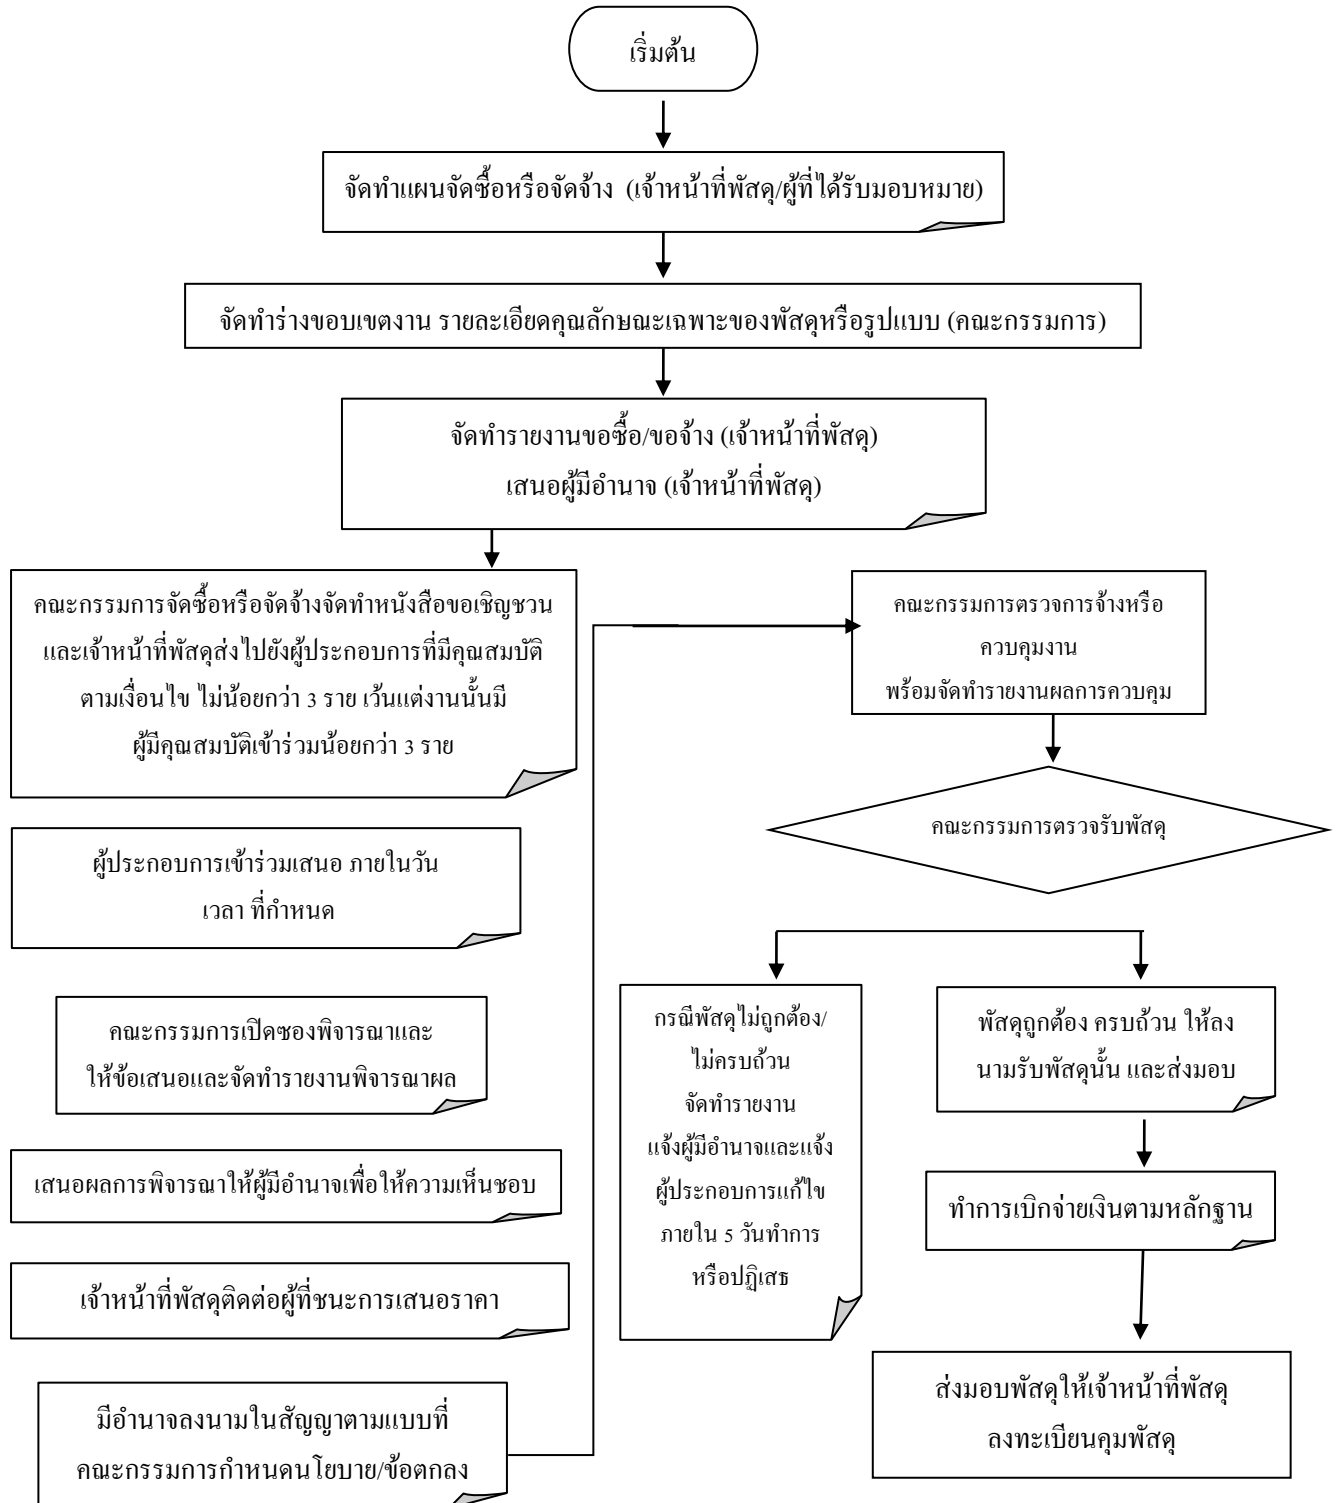 เริ่มต้น
จัดทำแผนจัดซื้อหรือจัดจ้าง (เจ้าหน้าที่พัสดุ/ผู้ที่ได้รับมอบหมาย)
จัดทำร่างขอบเขตงาน รายละเอียดคุณลักษณะเฉพาะของพัสดุหรือรูปแบบ (คณะกรรมการ)
จัดทำรายงานขอซื้อ/ขอจ้าง (เจ้าหน้าที่พัสดุ)
เสนอผู้มีอำนาจ (เจ้าหน้าที่พัสดุ)
คณะกรรมการจัดซื้อหรือจัดจ้างจัดทำหนังสือขอเชิญชวน
และเจ้าหน้าที่พัสดุส่งไปยังผู้ประกอบการที่มีคุณสมบัติ
ตามเงื่อนไข ไม่น้อยกว่า 3 ราย เว้นแต่งานนั้นมี
ผู้มีคุณสมบัติเข้าร่วมน้อยกว่า 3 ราย
ผู้ประกอบการเข้าร่วมเสนอ ภายในวัน
เวลา ที่กำหนด
คณะกรรมการเปิดซองพิจารณาและ
ให้ข้อเสนอและจัดทำรายงานพิจารณาผล
เสนอผลการพิจารณาให้ผู้มีอำนาจเพื่อให้ความเห็นชอบ
เจ้าหน้าที่พัสดุติดต่อผู้ที่ชนะการเสนอราคา
มีอำนาจลงนามในสัญญาตามแบบที่
คณะกรรมการกำหนดนโยบาย/ข้อตกลง
คณะกรรมการตรวจการจ้างหรือ
ควบคุมงาน
พร้อมจัดทำรายงานผลการควบคุม
คณะกรรมการตรวจรับพัสดุ
กรณีพัสดุไม่ถูกต้อง/
ไม่ครบถ้วน
จัดทำรายงาน
แจ้งผู้มีอำนาจและแจ้ง
ผู้ประกอบการแก้ไข
ภายใน 5 วันทำการ
หรือปฏิเสธ
พัสดุถูกต้อง ครบถ้วน ให้ลง
นามรับพัสดุนั้น และส่งมอบ
ทำการเบิกจ่ายเงินตามหลักฐาน
ส่งมอบพัสดุให้เจ้าหน้าที่พัสดุ
ลงทะเบียนคุมพัสดุ